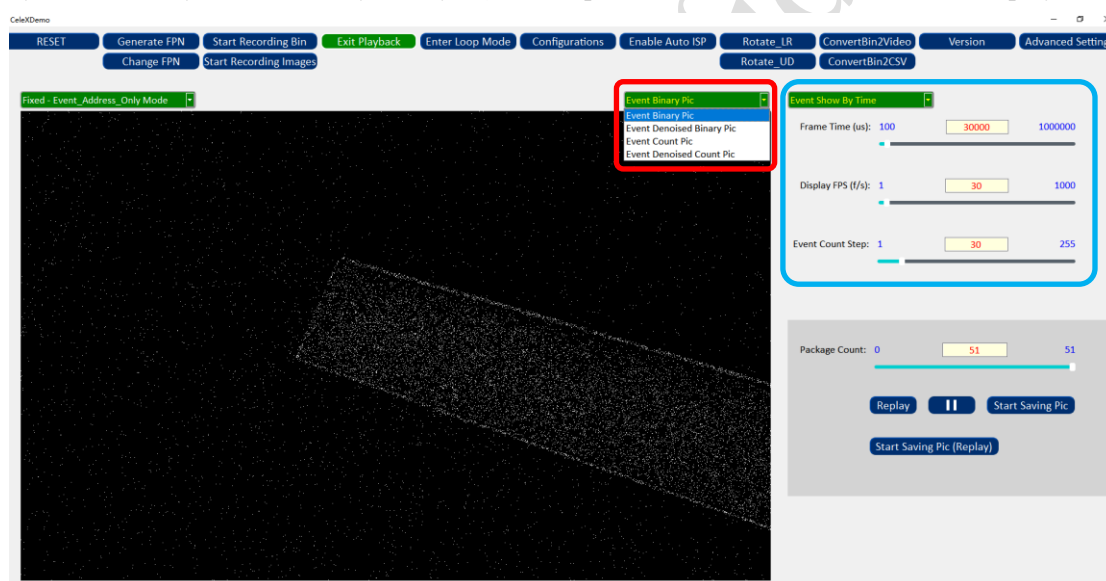 CeleXDemo
RESET Generate FPN Start Recording Bin Exit Playback Enter Loop Mode Configurations Enable Auto ISP Rotate_LR ConvertBin2Video Version Advanced Setting
Change FPN Start Recording Images Rotate_UD ConvertBin2CSV
Fixed - Event_Address_Only Mode Event Binary Pic Event Show By Time
Event Binary Pic
Event Denoised Binary Pic
Event Count Pic
Event Denoised Count Pic
Frame Time (us): 100 30000 1000000
Display FPS (f/s): 1 30 1000
Event Count Step: 1 30 255
Package Count: 0 51 51
Replay Start Saving Pic
Start Saving Pic (Replay)